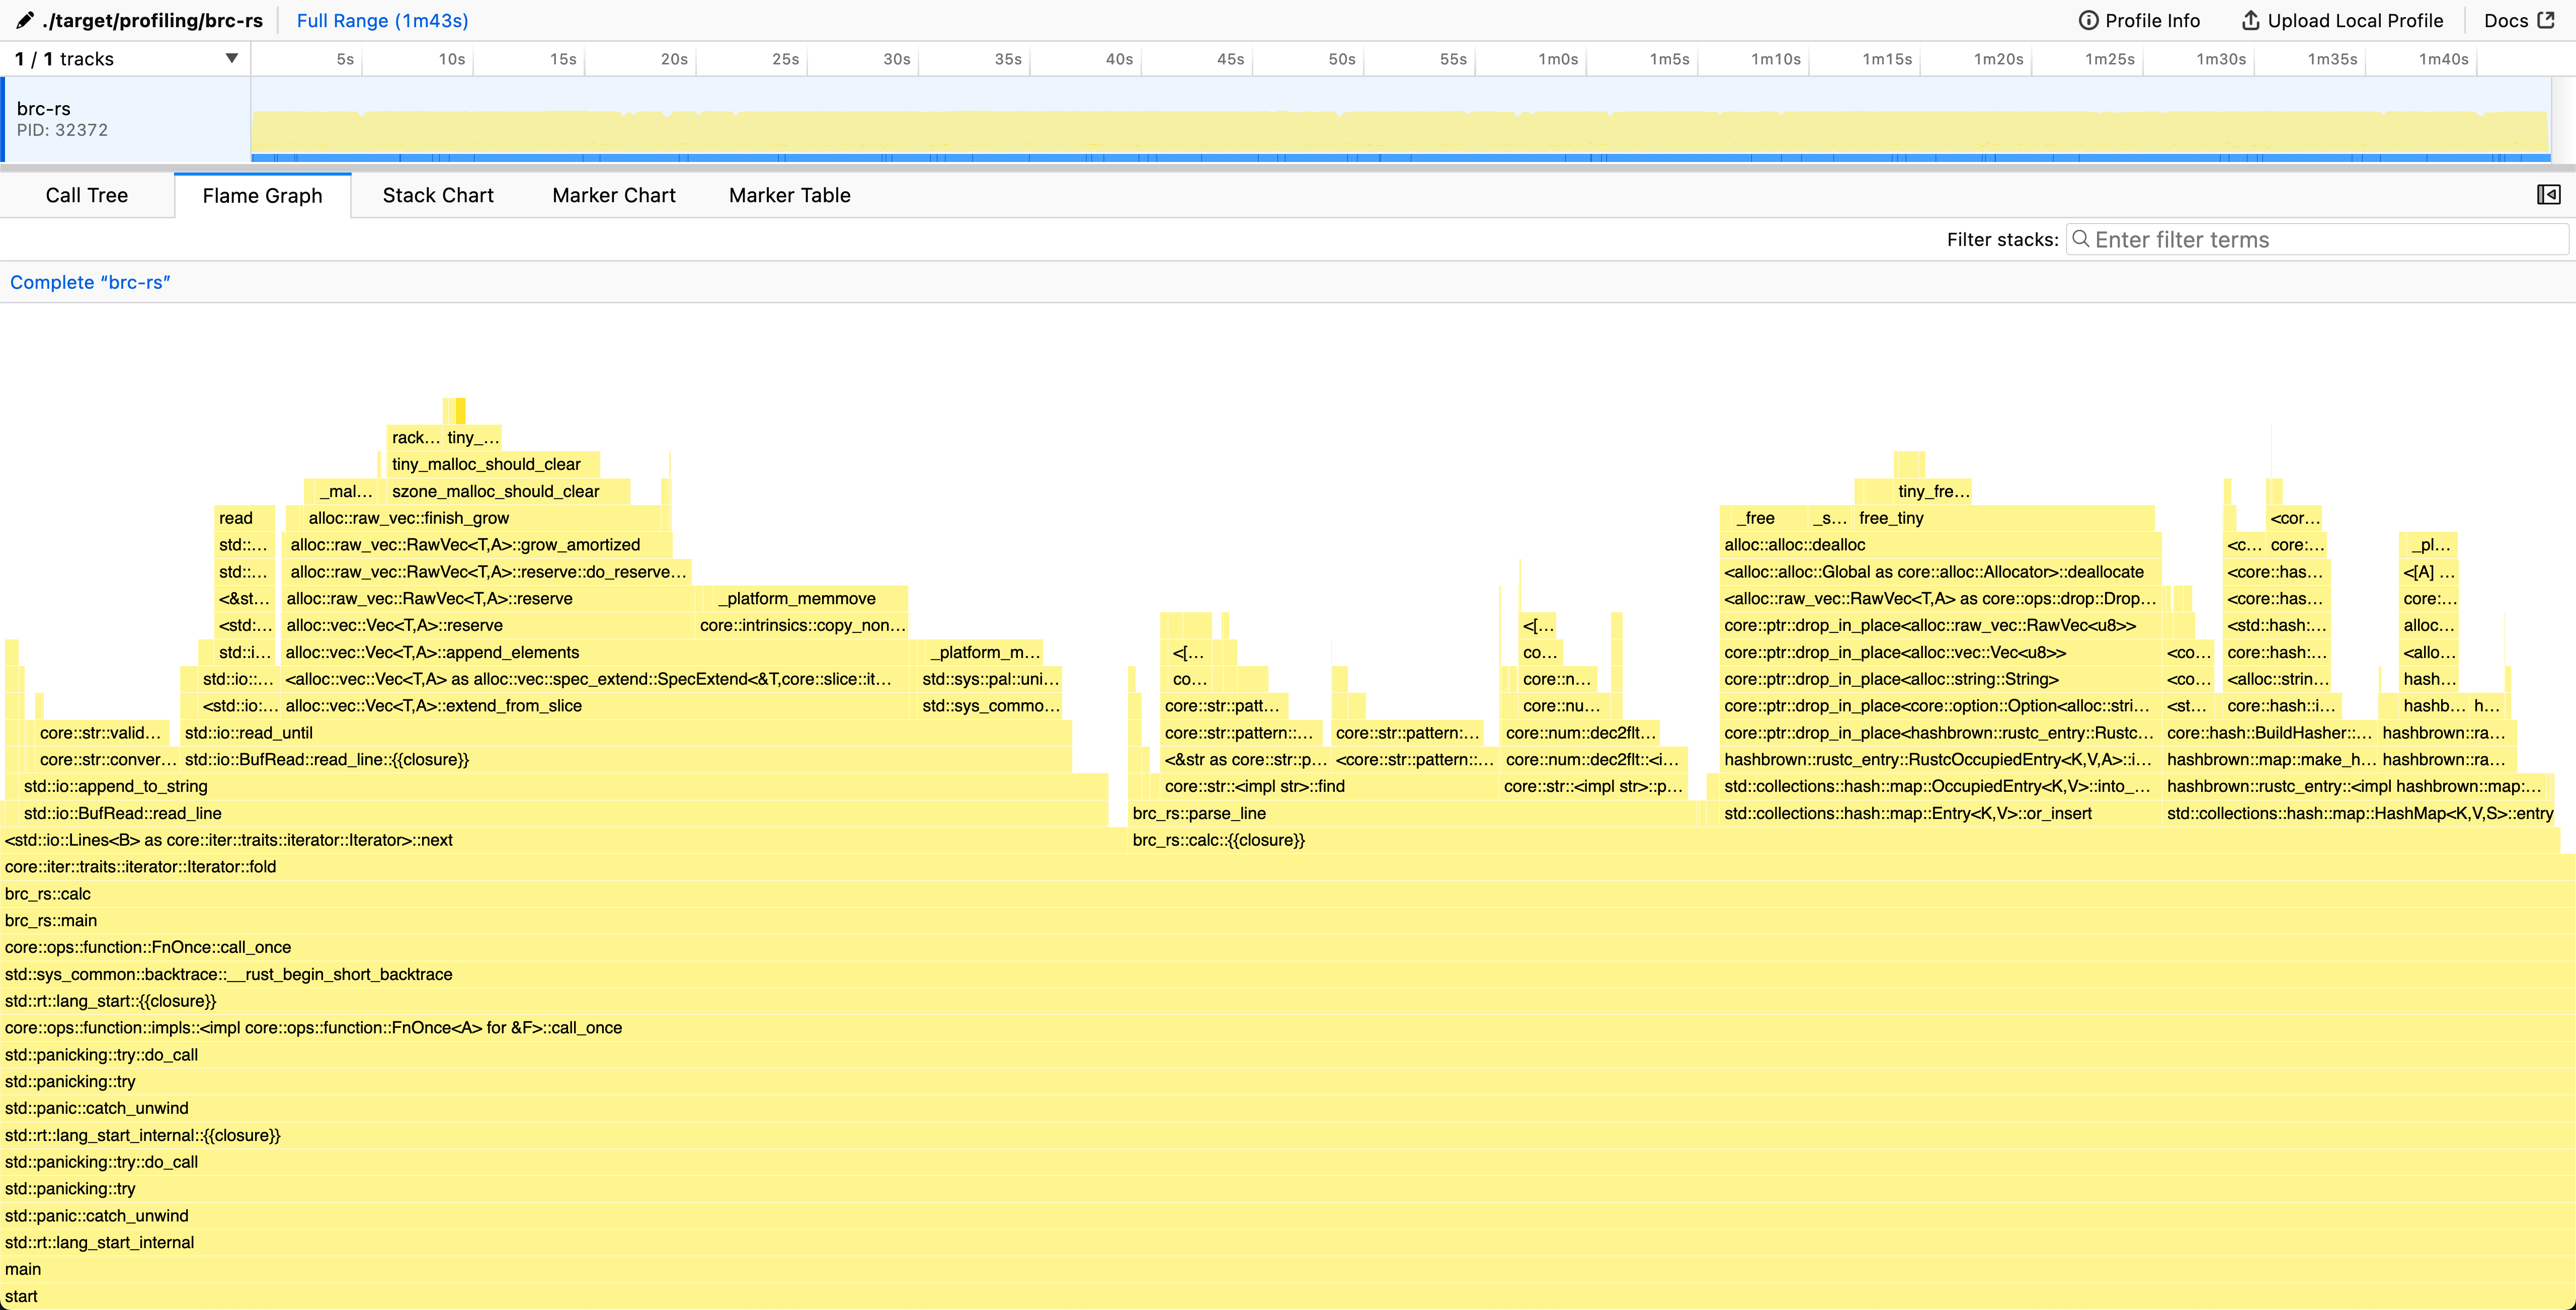 ./target/profiling/brc-rs Full Range (1m43s) Profile Info Upload Local Profile Docs
1 / 1 tracks 5s 10s 15s 20s 25s 30s 35s 40s 45s 50s 55s 1m0s 1m5s 1m10s 1m15s 1m20s 1m25s 1m30s 1m35s 1m40s
brc-rs
PID: 32372
Call Tree Flame Graph Stack Chart Marker Chart Marker Table
Filter stacks: Enter filter terms
Complete “brc-rs”
rack… tiny_…
tiny_malloc_should_clear
_mal… szone_malloc_should_clear tiny_fre…
read alloc::raw_vec::finish_grow _free _s… free_tiny <cor…
std::… alloc::raw_vec::RawVec<T,A>::grow_amortized alloc::alloc::dealloc <c… core:… _pl…
std::… alloc::raw_vec::RawVec<T,A>::reserve::do_reserve… <alloc::alloc::Global as core::alloc::Allocator>::deallocate <core::has… <[A] …
<&st… alloc::raw_vec::RawVec<T,A>::reserve _platform_memmove <alloc::raw_vec::RawVec<T,A> as core::ops::drop::Drop… <core::has… core:…
<std:… alloc::vec::Vec<T,A>::reserve core::intrinsics::copy_non… <[… core::ptr::drop_in_place<alloc::raw_vec::RawVec<u8>> <std::hash:… alloc…
std::i… alloc::vec::Vec<T,A>::append_elements _platform_m… <[… co… core::ptr::drop_in_place<alloc::vec::Vec<u8>> <co… core::hash:… <allo…
std::io::… <alloc::vec::Vec<T,A> as alloc::vec::spec_extend::SpecExtend<&T,core::slice::it… std::sys::pal::uni… co… core::n… core::ptr::drop_in_place<alloc::string::String> <co… <alloc::strin… hash…
<std::io:… alloc::vec::Vec<T,A>::extend_from_slice std::sys_commo… core::str::patt… core::nu… core::ptr::drop_in_place<core::option::Option<alloc::stri… <st… core::hash::i… hashb… h…
core::str::valid… std::io::read_until core::str::pattern::… core::str::pattern:… core::num::dec2flt… core::ptr::drop_in_place<hashbrown::rustc_entry::Rustc… core::hash::BuildHasher::… hashbrown::ra…
core::str::conver… std::io::BufRead::read_line::{{closure}} <&str as core::str::p… <core::str::pattern::… core::num::dec2flt::<i… hashbrown::rustc_entry::RustcOccupiedEntry<K,V,A>::i… hashbrown::map::make_h… hashbrown::ra…
std::io::append_to_string core::str::<impl str>::find core::str::<impl str>::p… std::collections::hash::map::OccupiedEntry<K,V>::into_… hashbrown::rustc_entry::<impl hashbrown::map:…
std::io::BufRead::read_line brc_rs::parse_line std::collections::hash::map::Entry<K,V>::or_insert std::collections::hash::map::HashMap<K,V,S>::entry
<std::io::Lines<B> as core::iter::traits::iterator::Iterator>::next brc_rs::calc::{{closure}}
core::iter::traits::iterator::Iterator::fold
brc_rs::calc
brc_rs::main
core::ops::function::FnOnce::call_once
std::sys_common::backtrace::__rust_begin_short_backtrace
std::rt::lang_start::{{closure}}
core::ops::function::impls::<impl core::ops::function::FnOnce<A> for &F>::call_once
std::panicking::try::do_call
std::panicking::try
std::panic::catch_unwind
std::rt::lang_start_internal::{{closure}}
std::panicking::try::do_call
std::panicking::try
std::panic::catch_unwind
std::rt::lang_start_internal
main
start